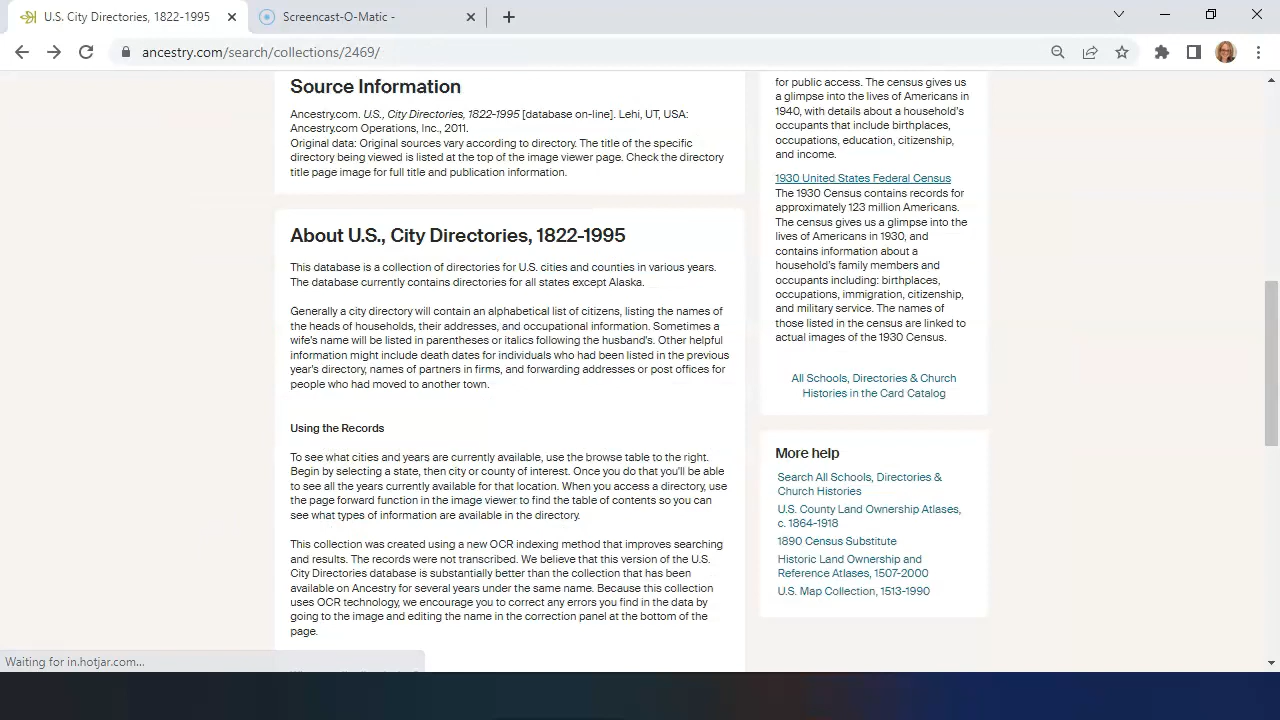 U.S. City Directories, 1822-1995
Screencast-O-Matic -
ancestry.com/search/collections/2469/
Source Information
Ancestry.com. U.S., City Directories, 1822-1995 [database on-line]. Lehi, UT, USA:
Ancestry.com Operations, Inc., 2011.
Original data: Original sources vary according to directory. The title of the specific
directory being viewed is listed at the top of the image viewer page. Check the directory
title page image for full title and publication information.
About U.S., City Directories, 1822-1995
This database is a collection of directories for U.S. cities and counties in various years.
The database currently contains directories for all states except Alaska.
Generally a city directory will contain an alphabetical list of citizens, listing the names of
the heads of households, their addresses, and occupational information. Sometimes a
wife's name will be listed in parentheses or italics following the husband's. Other helpful
information might include death dates for individuals who had been listed in the previous
year's directory, names of partners in firms, and forwarding addresses or post offices for
people who had moved to another town.
Using the Records
To see what cities and years are currently available, use the browse table to the right.
Begin by selecting a state, then city or county of interest. Once you do that you'll be able
to see all the years currently available for that location. When you access a directory, use
the page forward function in the image viewer to find the table of contents so you can
see what types of information are available in the directory.
This collection was created using a new OCR indexing method that improves searching
and results. The records were not transcribed. We believe that this version of the U.S.
City Directories database is substantially better than the collection that has been
available on Ancestry for several years under the same name. Because this collection
uses OCR technology, we encourage you to correct any errors you find in the data by
going to the image and editing the name in the correction panel at the bottom of the
page.
for public access. The census gives us
a glimpse into the lives of Americans in
1940, with details about a household's
occupants that include birthplaces,
occupations, education, citizenship,
and income.
1930 United States Federal Census
The 1930 Census contains records for
approximately 123 million Americans.
The census gives us a glimpse into the
lives of Americans in 1930, and
contains information about a
household's family members and
occupants including: birthplaces,
occupations, immigration, citizenship,
and military service. The names of
those listed in the census are linked to
actual images of the 1930 Census.
All Schools, Directories & Church
Histories in the Card Catalog
More help
Search All Schools, Directories &
Church Histories
U.S. County Land Ownership Atlases,
c. 1864-1918
1890 Census Substitute
Historic Land Ownership and
Reference Atlases, 1507-2000
U.S. Map Collection, 1513-1990
Waiting for in.hotjar.com...